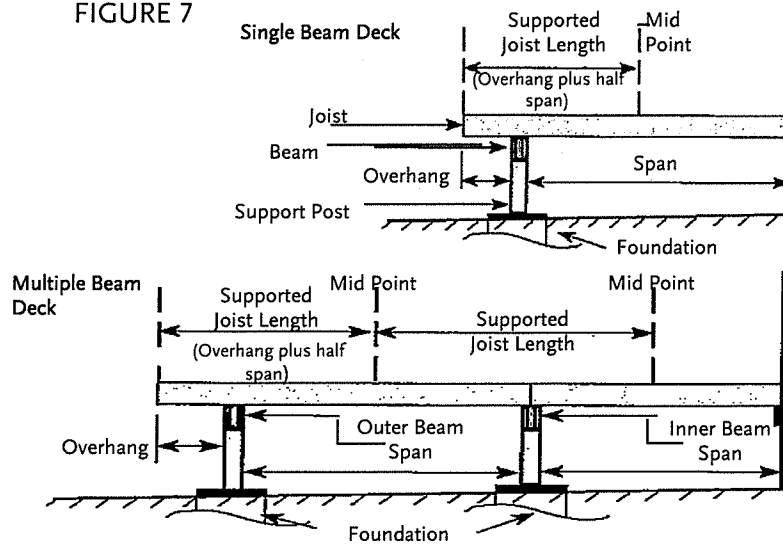 FIGURE 7
Single Beam Deck
Supported
Joist Length
(Overhang plus half
span)
Mid
Point
Joist
Beam
Overhang
Span
Support Post
Foundation
Multiple Beam
Deck
Supported
Joist Length
(Overhang plus half
span)
Mid Point
Supported
Joist Length
Mid Point
Overhang
Outer Beam
Span
Inner Beam
Span
Foundation